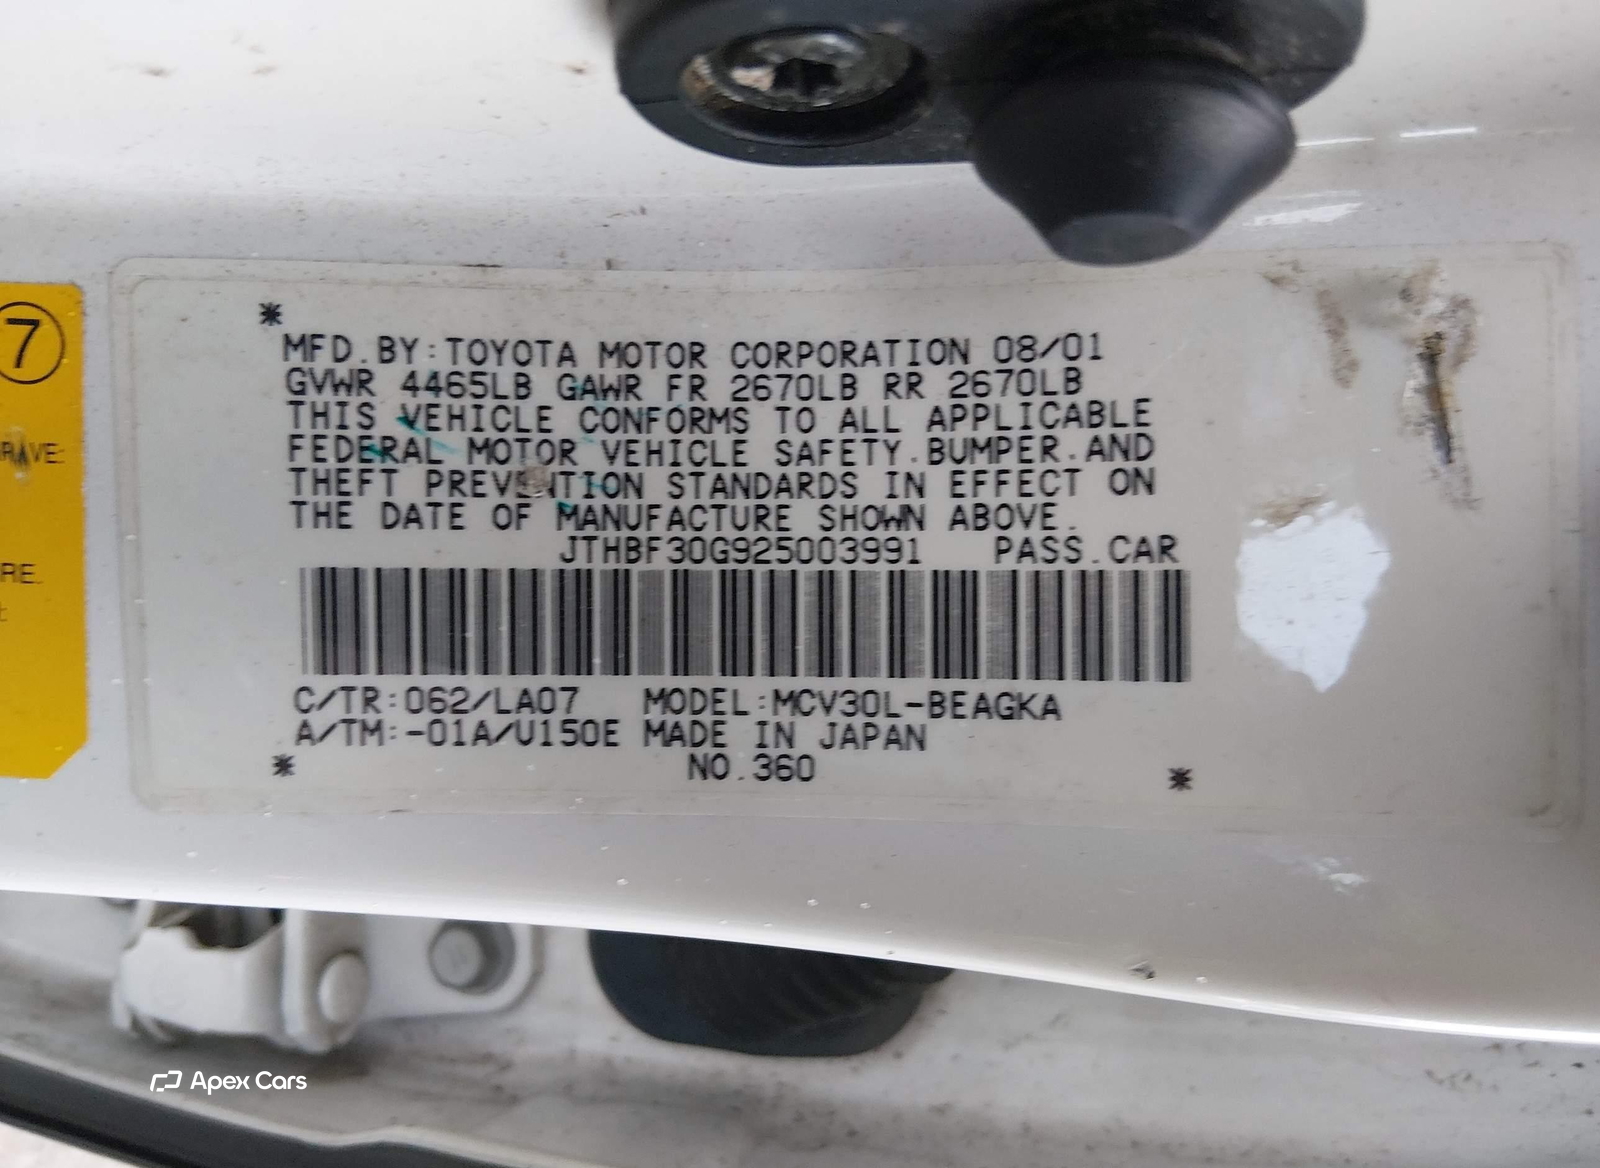 7
RAVE:
RE.
*
MFD.BY:TOYOTA MOTOR CORPORATION 08/01
GVWR 4465LB GAWR FR 2670LB RR 2670LB
THIS VEHICLE CONFORMS TO ALL APPLICABLE
FEDERAL MOTOR VEHICLE SAFETY.BUMPER.AND
THEFT PREVENTION STANDARDS IN EFFECT ON
THE DATE OF MANUFACTURE SHOWN ABOVE.
JTHBF30G925003991 PASS.CAR
C/TR:062/LA07 MODEL:MCV30L-BEAGKA
A/TM:-01A/U150E MADE IN JAPAN
* NO.360 *
Apex Cars